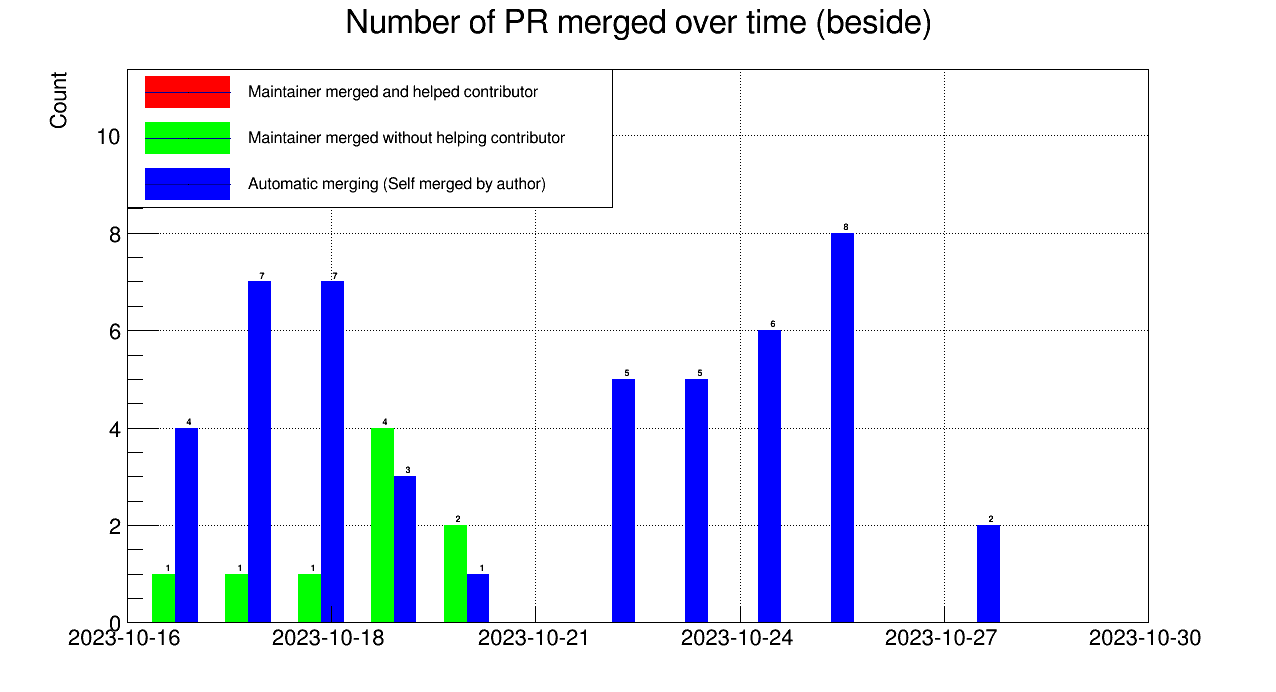 Number of PR merged over time (beside)
Count
Maintainer merged and helped contributor
Maintainer merged without helping contributor
Automatic merging (Self merged by author)
10
8
6
4
2
0
8
7 7
6
5 5
4 4
3
2 2
1 1 1 1
2023-10-16 2023-10-18 2023-10-21 2023-10-24 2023-10-27 2023-10-30